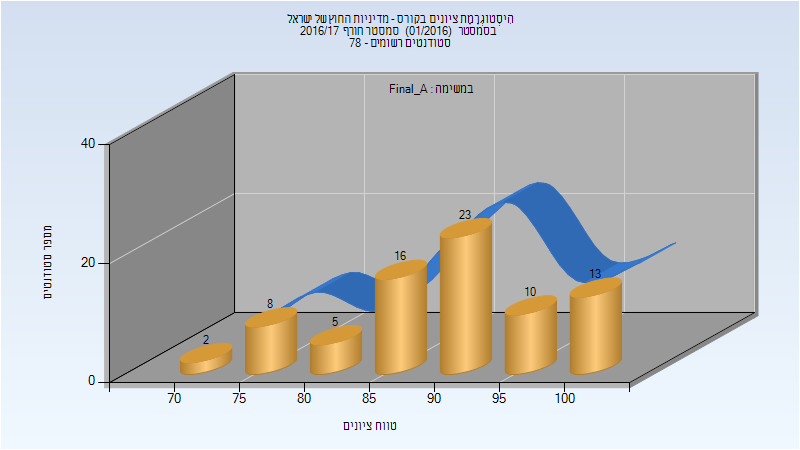 היסטוגרמת ציונים בקורס - מדיניות החוץ של ישראל
בסמסטר (01/2016) סמסטר חורף 2016/17
סטודנטים רשומים - 78
במשימה : Final_A
מספר סטודנטים
40
20
0
2
8
5
16
23
10
13
70
75
80
85
90
95
100
טווח ציונים